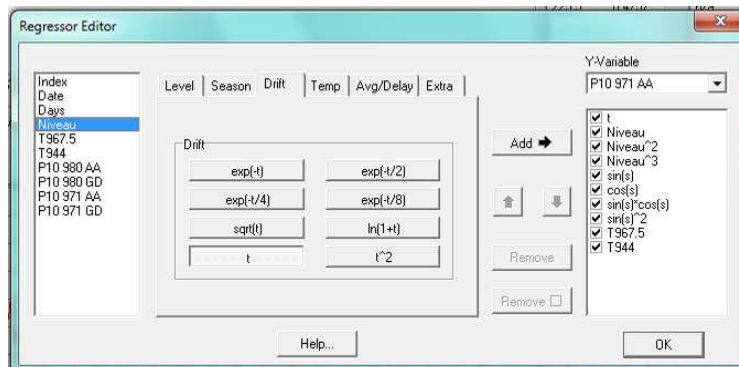 Regressor Editor
Index
Date
Days
Niveau
T967.5
T944
P10 980 AA
P10 980 GD
P10 971 AA
P10 971 GD
Level Season Drift Temp Avg/Delay Extra
Drift
exp(-t) exp(-t/2)
exp(-t/4) exp(-t/8)
sqrt(t) ln(1+t)
t t^2
Help...
Add
Remove
Remove
Y-Variable
P10 971 AA
t
Niveau
Niveau^2
Niveau^3
sin(s)
cos(s)
sin(s)*cos(s)
sin(s)^2
T967.5
T944
OK